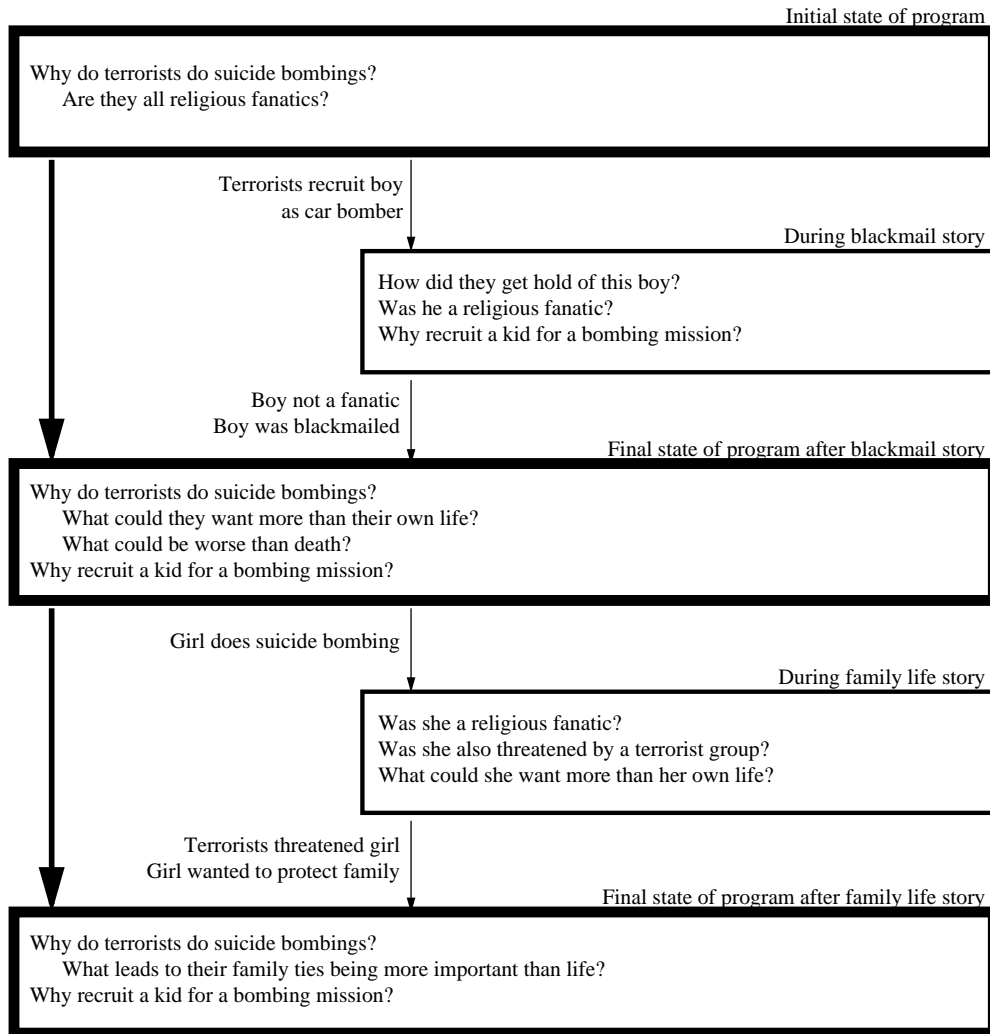 Initial state of program
Why do terrorists do suicide bombings?
Are they all religious fanatics?
Terrorists recruit boy
as car bomber
During blackmail story
How did they get hold of this boy?
Was he a religious fanatic?
Why recruit a kid for a bombing mission?
Boy not a fanatic
Boy was blackmailed
Final state of program after blackmail story
Why do terrorists do suicide bombings?
What could they want more than their own life?
What could be worse than death?
Why recruit a kid for a bombing mission?
Girl does suicide bombing
During family life story
Was she a religious fanatic?
Was she also threatened by a terrorist group?
What could she want more than her own life?
Terrorists threatened girl
Girl wanted to protect family
Final state of program after family life story
Why do terrorists do suicide bombings?
What leads to their family ties being more important than life?
Why recruit a kid for a bombing mission?